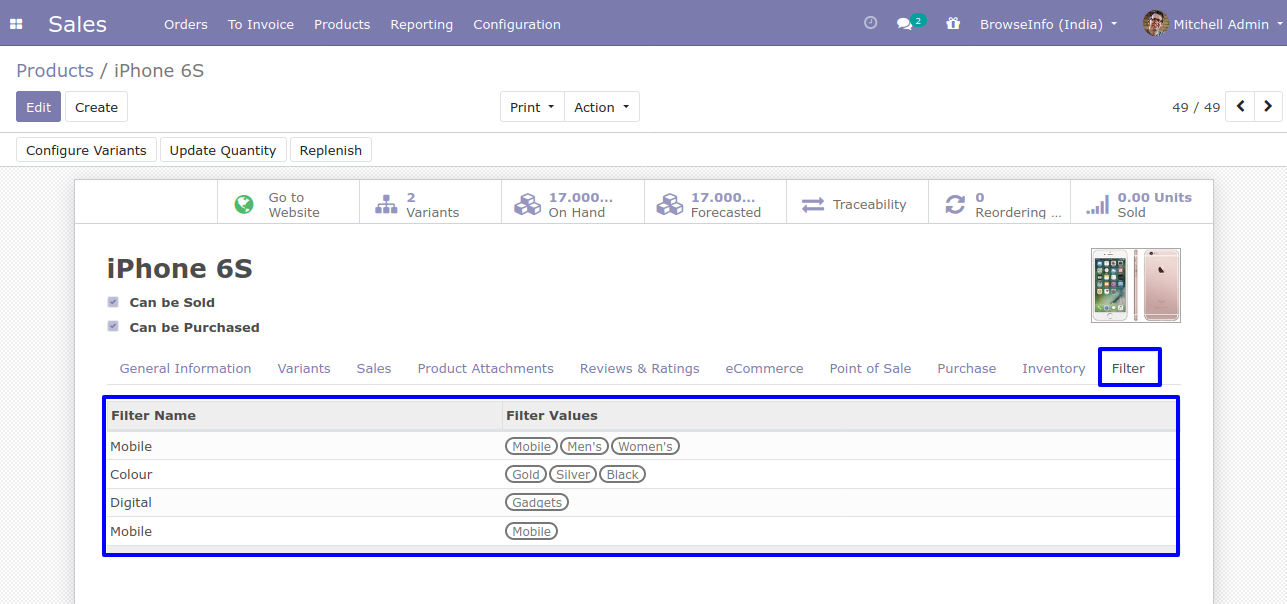 Sales Orders To Invoice Products Reporting Configuration 2 BrowseInfo (India) Mitchell Admin
Products / iPhone 6S
Edit Create Print Action 49 / 49
Configure Variants Update Quantity Replenish
Go to Website 2 Variants 17.000... On Hand 17.000... Forecasted Traceability 0 Reordering ... 0.00 Units Sold
iPhone 6S
Can be Sold
Can be Purchased
General Information Variants Sales Product Attachments Reviews & Ratings eCommerce Point of Sale Purchase Inventory Filter
Filter Name Filter Values
Mobile Mobile Men's Women's
Colour Gold Silver Black
Digital Gadgets
Mobile Mobile